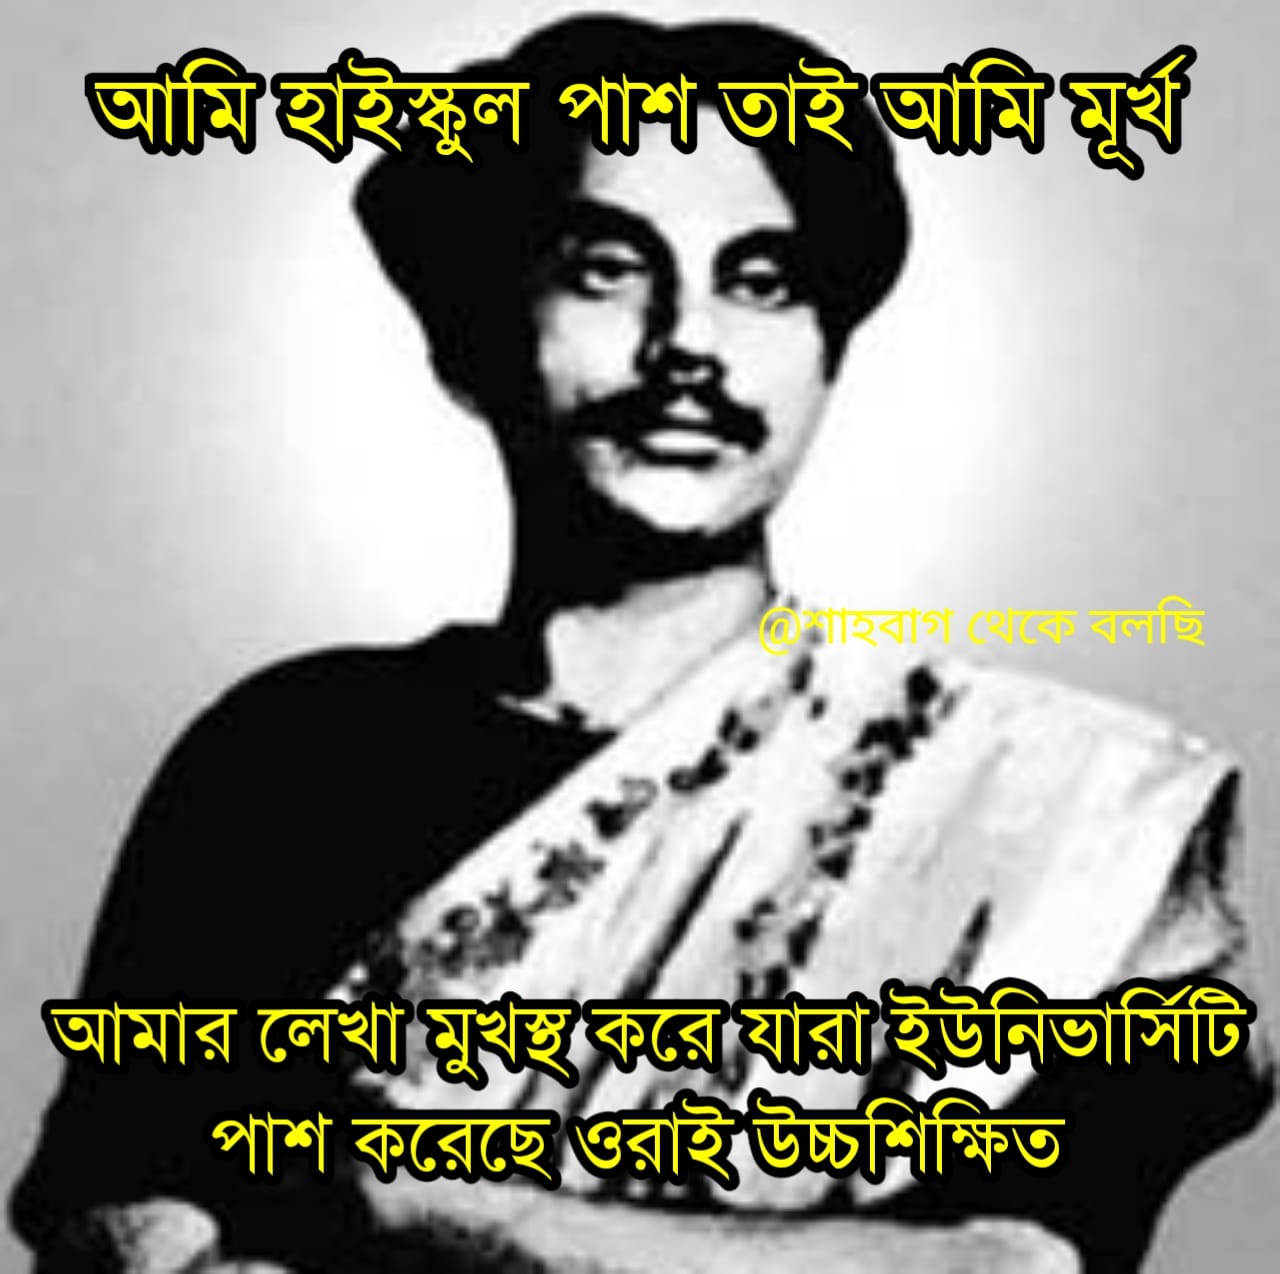 আমি হাইস্কুল পাশ তাই আমি মূর্খ
@শাহবাগ থেকে বলছি
আমার লেখা মুখস্থ করে যারা ইউনিভার্সিটি
পাশ করেছে ওরাই উচ্চশিক্ষিত